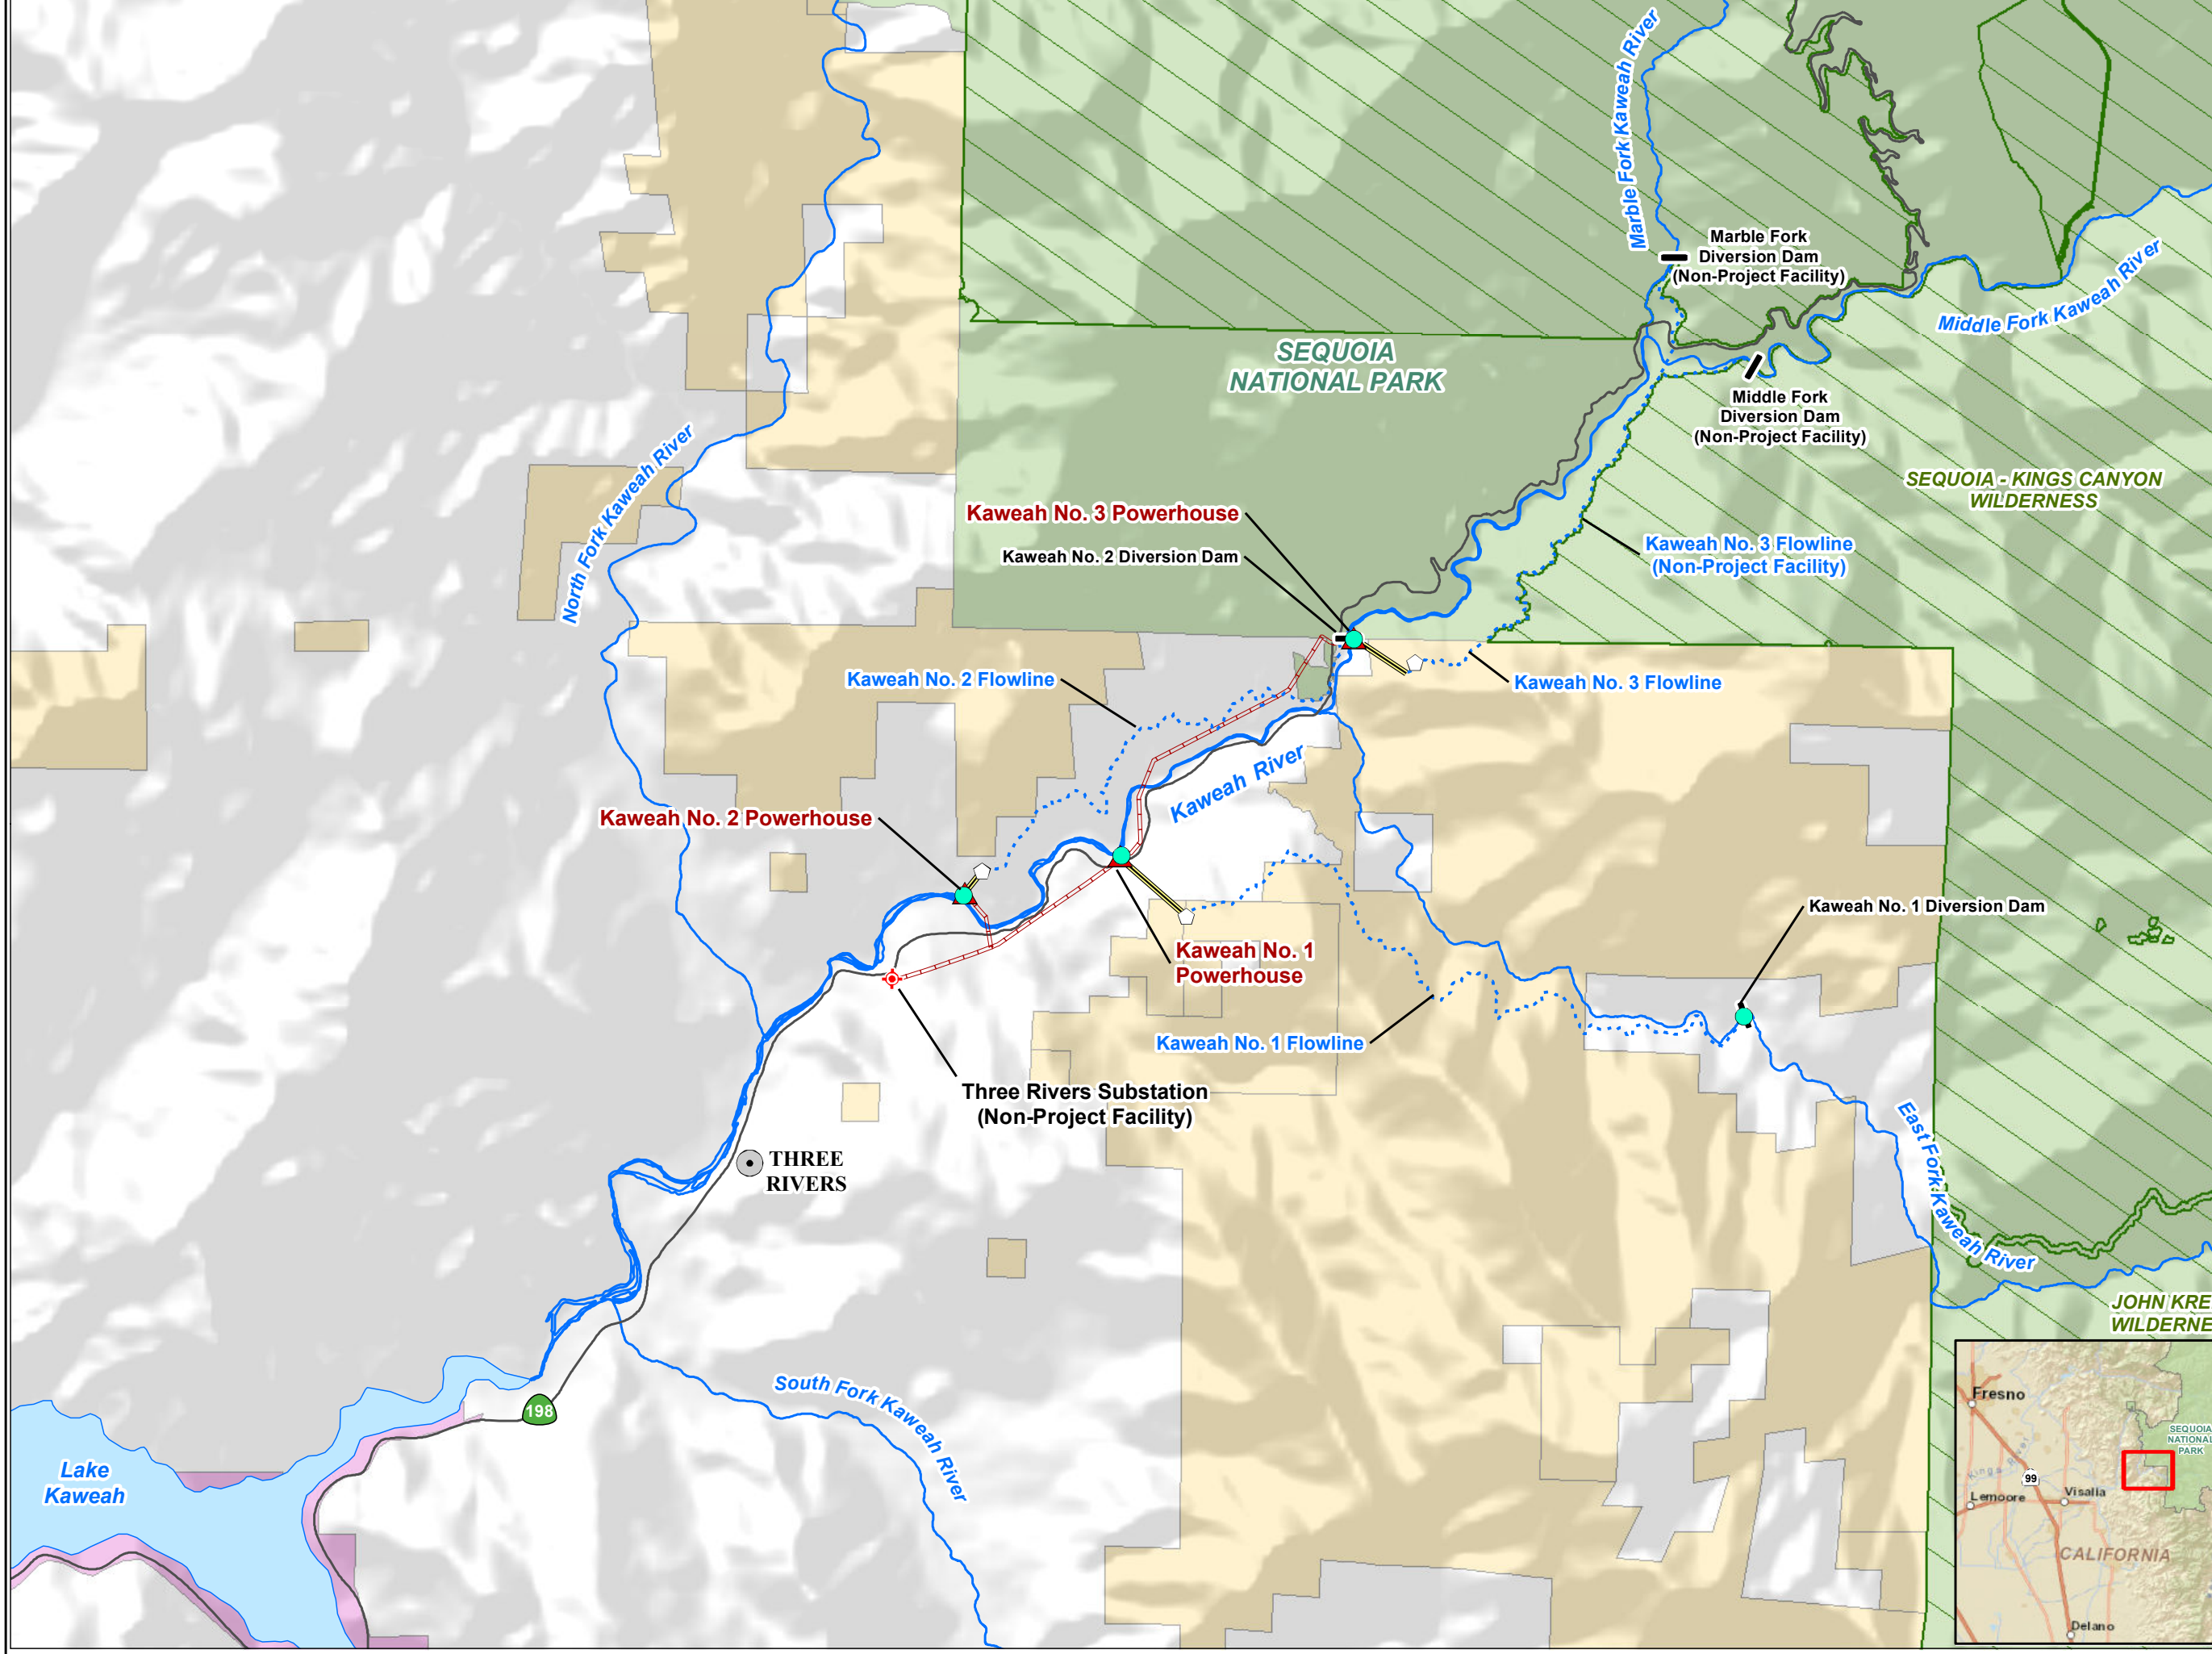 Marble Fork Kaweah River
Marble Fork
Diversion Dam
(Non-Project Facility)
Middle Fork Kaweah River
SEQUOIA
NATIONAL PARK
Middle Fork
Diversion Dam
(Non-Project Facility)
SEQUOIA - KINGS CANYON
WILDERNESS
North Fork Kaweah River
Kaweah No. 3 Powerhouse
Kaweah No. 2 Diversion Dam
Kaweah No. 3 Flowline
(Non-Project Facility)
Kaweah No. 2 Flowline
Kaweah No. 3 Flowline
Kaweah River
Kaweah No. 2 Powerhouse
Kaweah No. 1 Diversion Dam
Kaweah No. 1
Powerhouse
Kaweah No. 1 Flowline
Three Rivers Substation
(Non-Project Facility)
East Fork Kaweah River
THREE
RIVERS
JOHN KRE
WILDERNE
South Fork Kaweah River
198
Lake
Kaweah
Fresno
SEQUOIA
NATIONAL
PARK
Kings
99
Lemoore
Visalia
CALIFORNIA
Delano